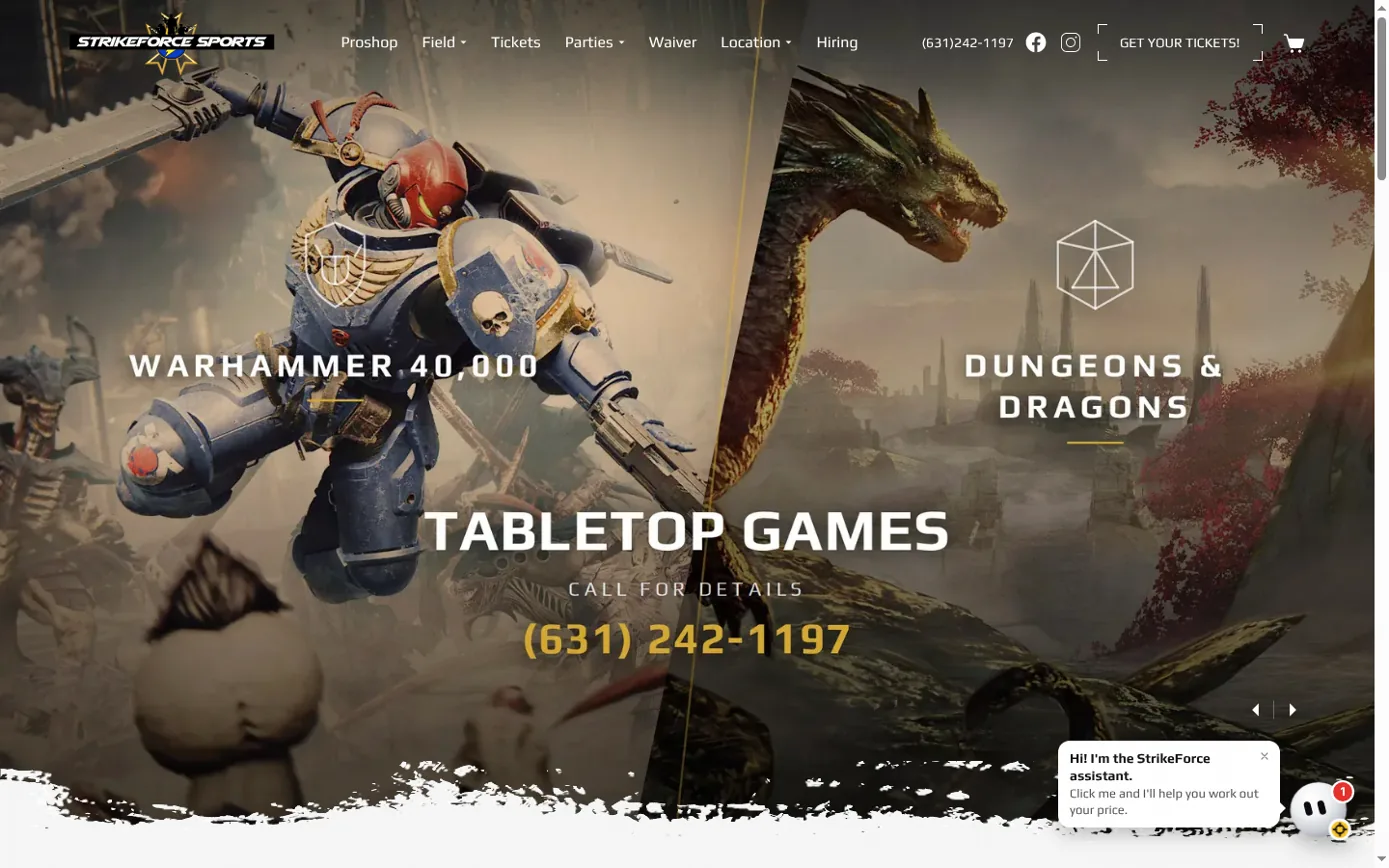 STRIKEFORCE SPORTS
Proshop Field Tickets Parties Waiver Location Hiring (631)242-1197 GET YOUR TICKETS!
WARHAMMER 40,000
DUNGEONS &
DRAGONS
TABLETOP GAMES
CALL FOR DETAILS
(631) 242-1197
Hi! I'm the StrikeForce
assistant.
Click me and I'll help you work out
your price.
1